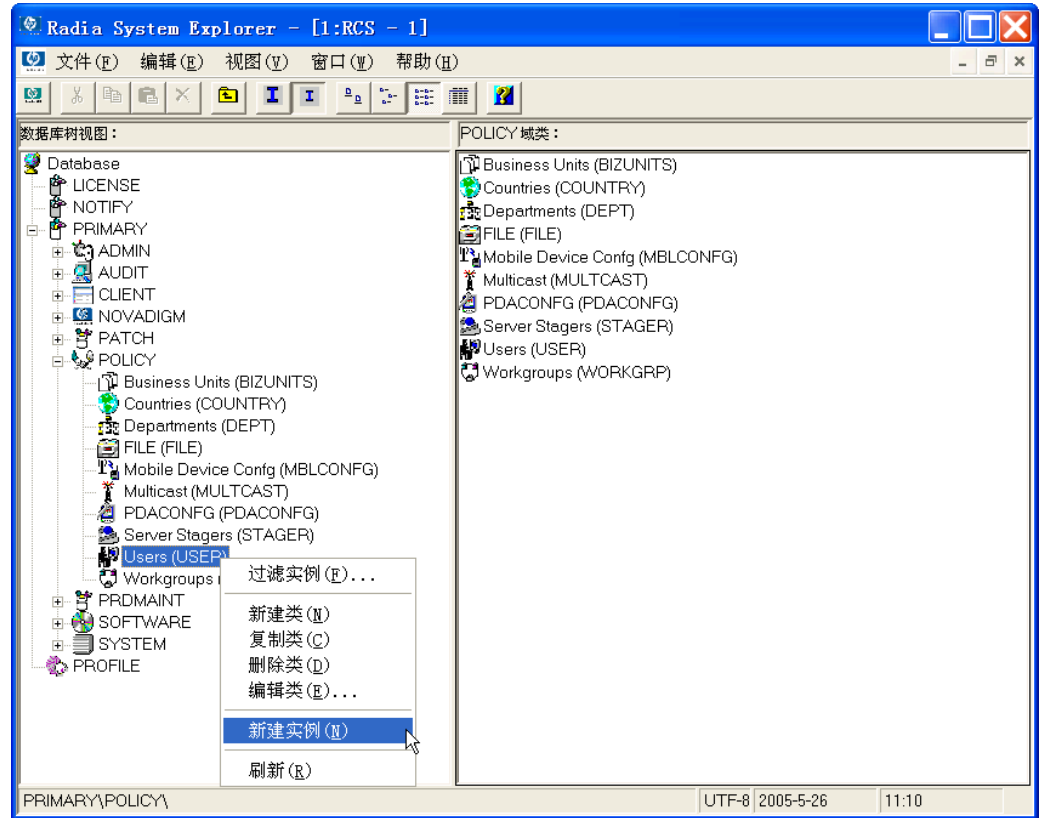 Radia System Explorer - [1:RCS - 1]
文件(F) 编辑(E) 视图(V) 窗口(W) 帮助(H)
数据库树视图：
Database
LICENSE
NOTIFY
PRIMARY
ADMIN
AUDIT
CLIENT
NOVADIGM
PATCH
POLICY
Business Units (BIZUNITS)
Countries (COUNTRY)
Departments (DEPT)
FILE (FILE)
Mobile Device Confg (MBLCONFG)
Multicast (MULTCAST)
PDACONFG (PDACONFG)
Server Stagers (STAGER)
Users (USER)
Workgroups
PRDMAINT
SOFTWARE
SYSTEM
PROFILE
过滤实例(F)...
新建类(N)
复制类(C)
删除类(D)
编辑类(E)...
新建实例(N)
刷新(R)
POLICY 域类：
Business Units (BIZUNITS)
Countries (COUNTRY)
Departments (DEPT)
FILE (FILE)
Mobile Device Confg (MBLCONFG)
Multicast (MULTCAST)
PDACONFG (PDACONFG)
Server Stagers (STAGER)
Users (USER)
Workgroups (WORKGRP)
PRIMARY\POLICY\ UTF-8 2005-5-26 11:10